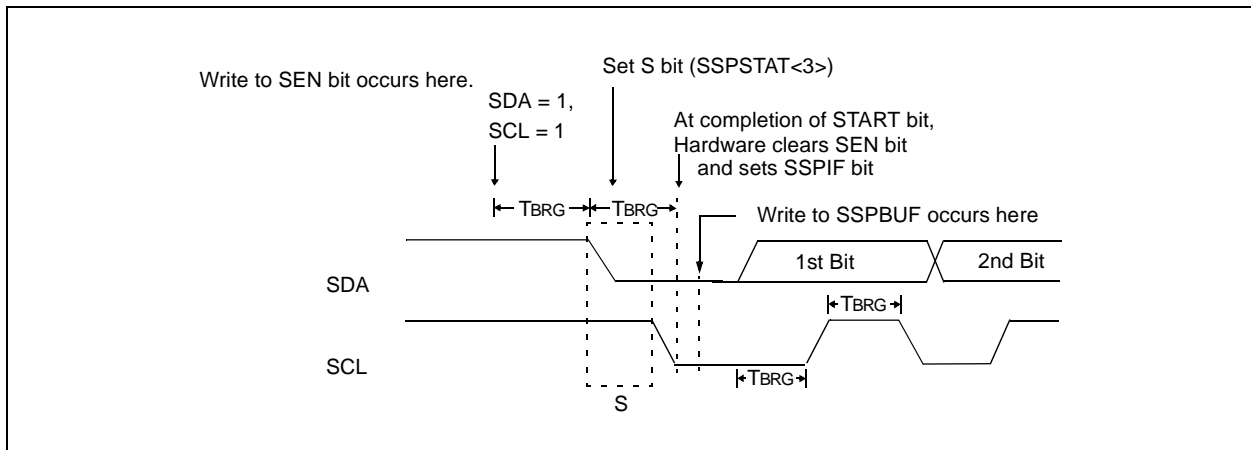 Write to SEN bit occurs here.
Set S bit (SSPSTAT<3>)
SDA = 1,
SCL = 1
At completion of START bit,
Hardware clears SEN bit
and sets SSPIF bit
TBRG
TBRG
Write to SSPBUF occurs here
SDA
1st Bit
2nd Bit
TBRG
SCL
TBRG
S